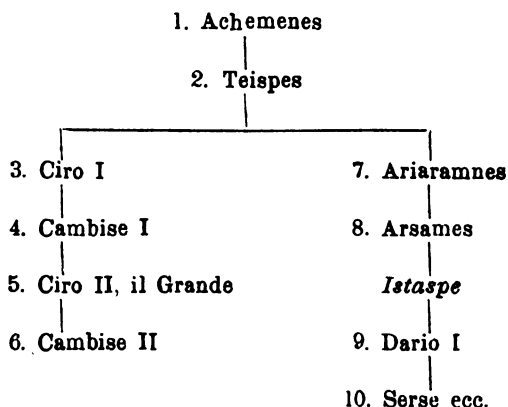 1. Achemenes
2. Teispes
3. Ciro I
4. Cambise I
5. Ciro II, il Grande
6. Cambise II
7. Ariaramnes
8. Arsames
Istaspe
9. Dario I
10. Serse ecc.